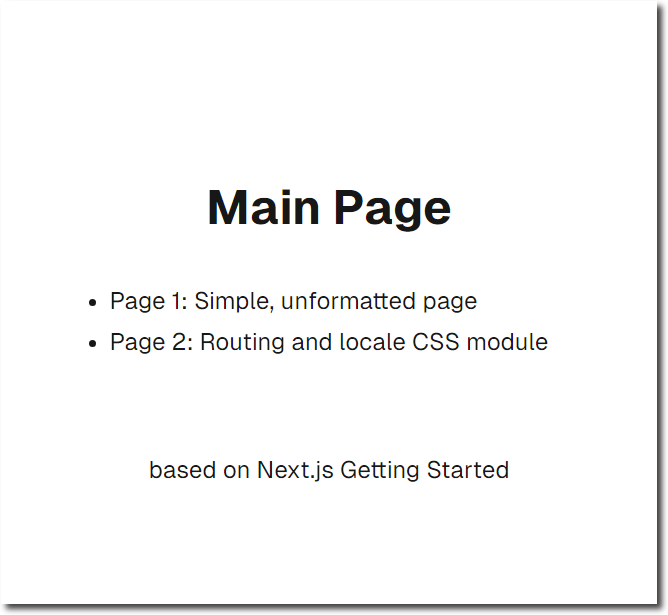 Main Page
• Page 1: Simple, unformatted page
• Page 2: Routing and locale CSS module
based on Next.js Getting Started